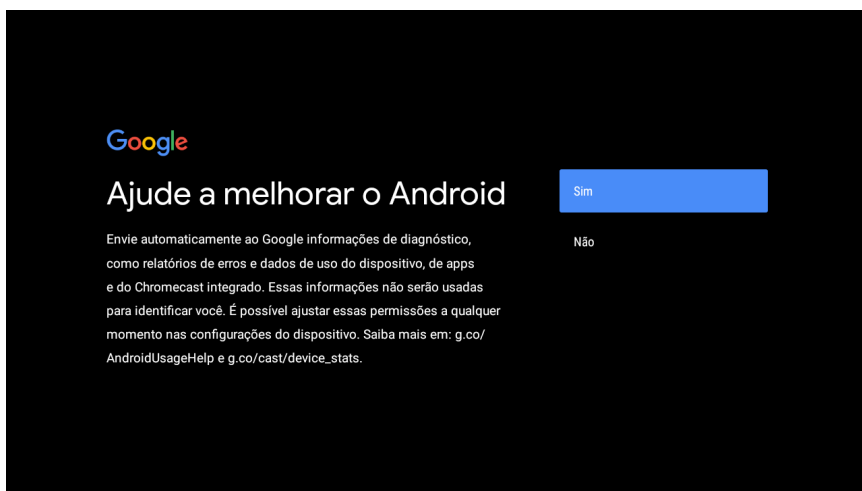 Google
Ajude a melhorar o Android
Envie automaticamente ao Google informações de diagnóstico,
como relatórios de erros e dados de uso do dispositivo, de apps
e do Chromecast integrado. Essas informações não serão usadas
para identificar você. É possível ajustar essas permissões a qualquer
momento nas configurações do dispositivo. Saiba mais em: g.co/
AndroidUsageHelp e g.co/cast/device_stats.
Sim
Não